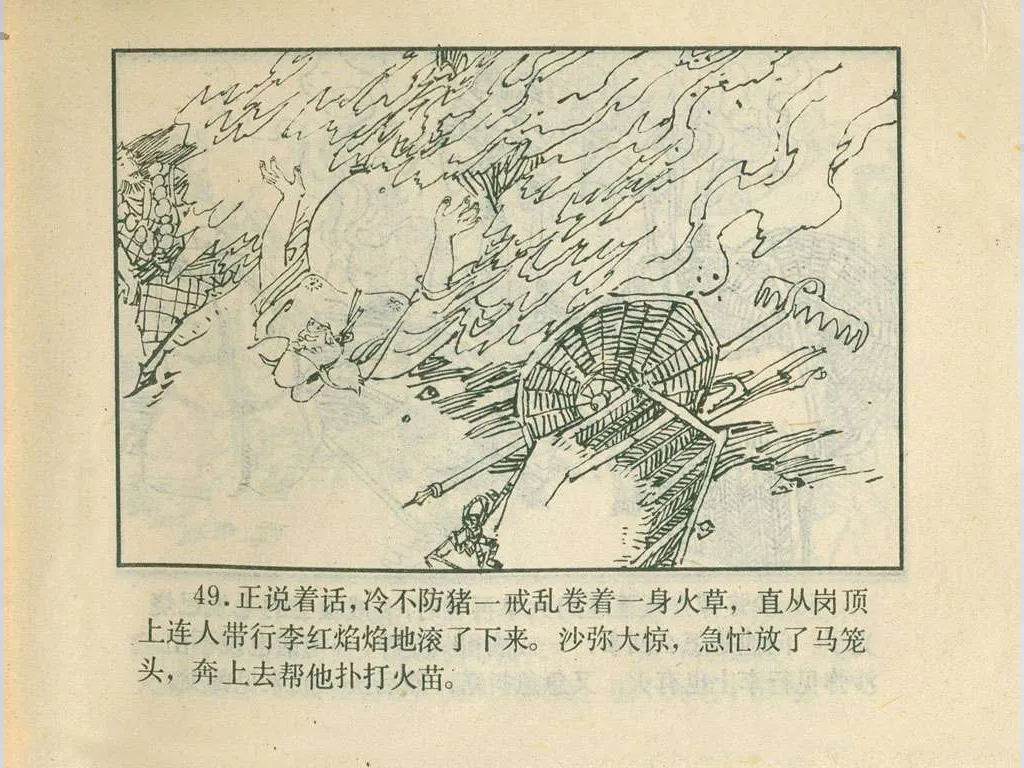 49.正说着话,冷不防猪一戒乱卷着一身火草,直从岗顶
上连人带行李红焰焰地滚了下来。沙弥大惊,急忙放了马笼
头,奔上去帮他扑打火苗。